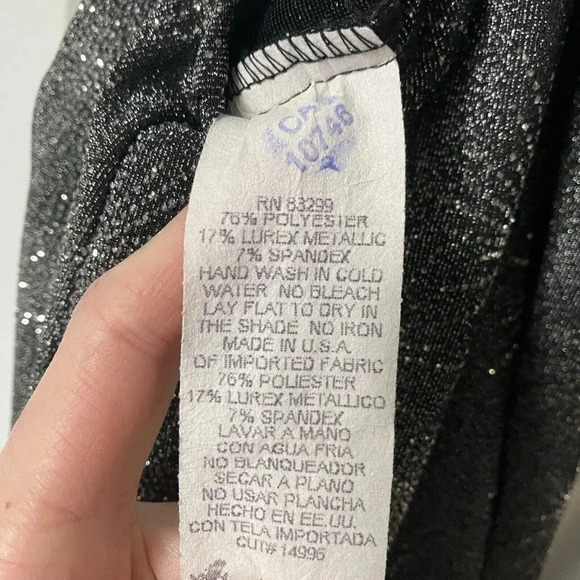 CA
10748
RN 83299
76% POLYESTER
17% LUREX METALLIC
7% SPANDEX
HAND WASH IN COLD
WATER NO BLEACH
LAY FLAT TO DRY IN
THE SHADE NO IRON
MADE IN U.S.A.
OF IMPORTED FABRIC
76% POLIESTER
17% LUREX METALLICO
7% SPANDEX
LAVAR A MANO
CON AGUA FRIA
NO BLANQUEADOR
SECAR A PLANO
NO USAR PLANCHA
HECHO EN EE.UU.
CON TELA IMPORTADA
CUT# 14996